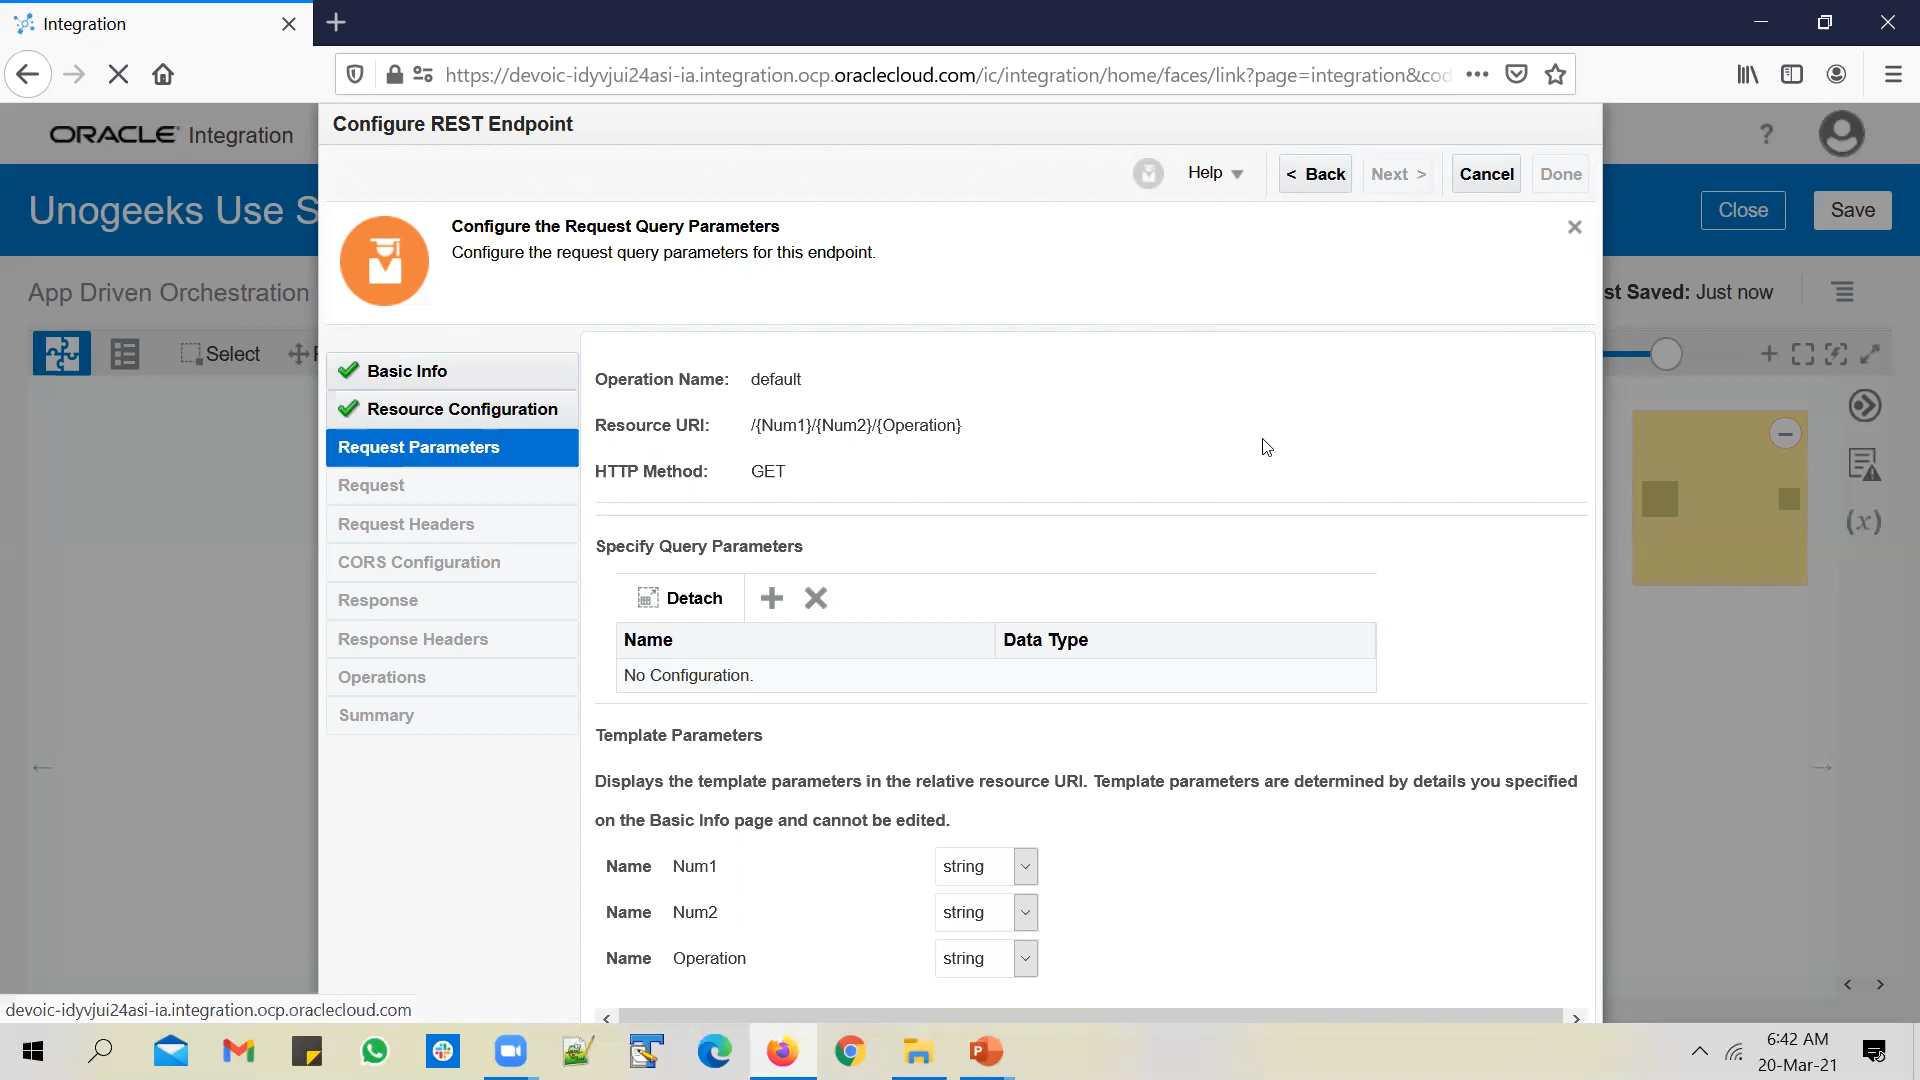 Integration
https://devoic-idyvjui24asi-ia.integration.ocp.oraclecloud.com/ic/integration/home/faces/link?page=integration&cod
ORACLE Integration
Configure REST Endpoint
Help
< Back
Next >
Cancel
Done
Unogeeks Use S
Close
Save
Configure the Request Query Parameters
Configure the request query parameters for this endpoint.
App Driven Orchestration
st Saved: Just now
Select
Basic Info
Resource Configuration
Request Parameters
Request
Request Headers
CORS Configuration
Response
Response Headers
Operations
Summary
Operation Name: default
Resource URI: /{Num1}/{Num2}/{Operation}
HTTP Method: GET
Specify Query Parameters
Detach
Name Data Type
No Configuration.
Template Parameters
Displays the template parameters in the relative resource URI. Template parameters are determined by details you specified
on the Basic Info page and cannot be edited.
Name Num1 string
Name Num2 string
Name Operation string
(x)
devoic-idyvjui24asi-ia.integration.ocp.oraclecloud.com
6:42 AM
20-Mar-21